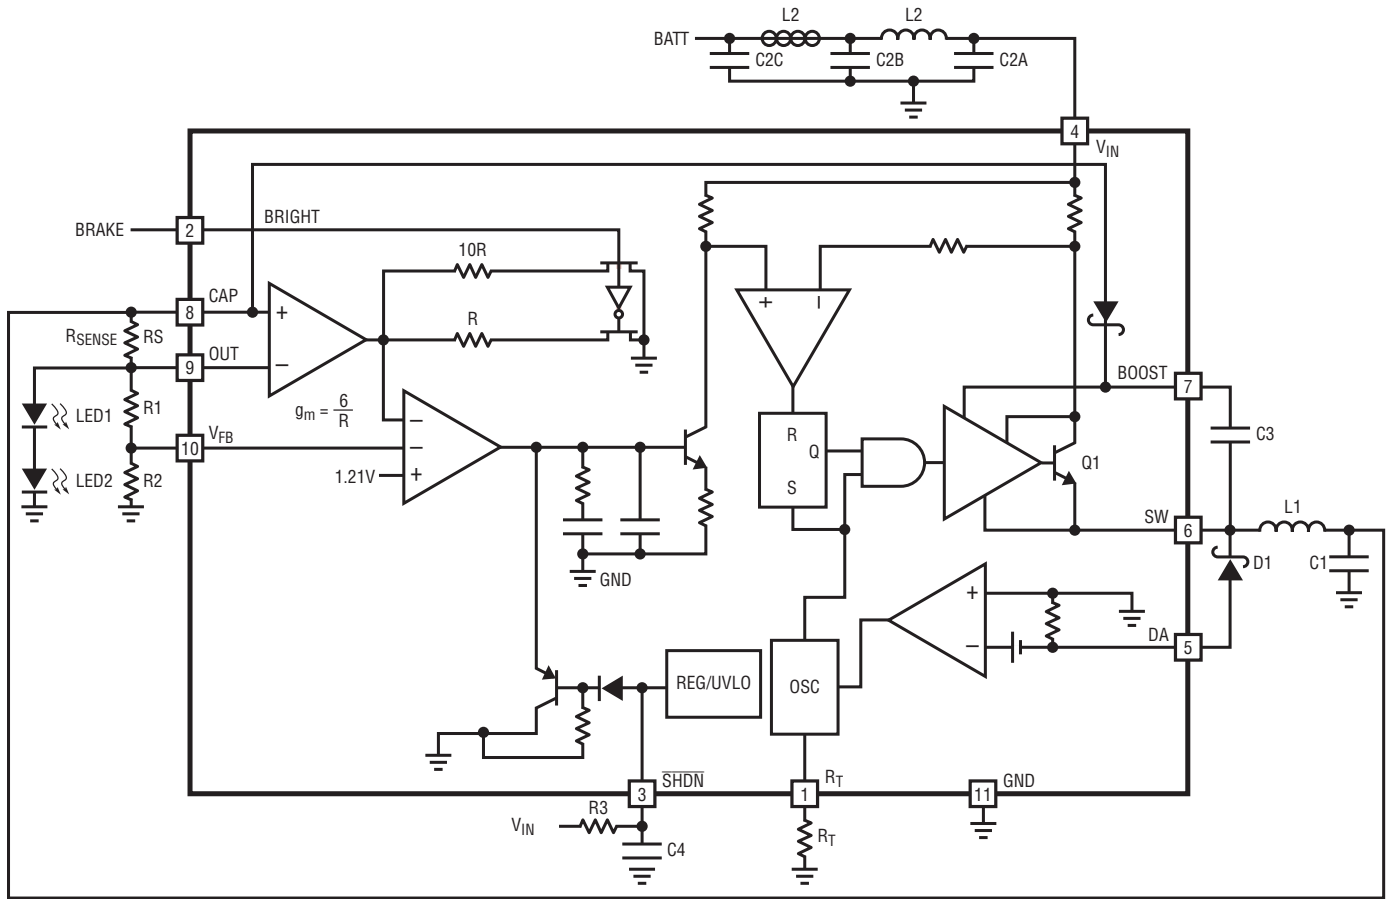 L2
L2
BATT
C2C
C2B
C2A
4
VIN
BRAKE
2
BRIGHT
10R
8
CAP
+
R
+
–
RSENSE
RS
9
OUT
–
BOOST
7
LED1
R1
gm = 6/R
–
R
Q
C3
10
VFB
–
1.21V
+
Q1
LED2
R2
S
SW
6
L1
GND
D1
C1
+
–
DA
5
REG/UVLO
OSC
3
SHDN
1
RT
11
GND
VIN
R3
C4
RT